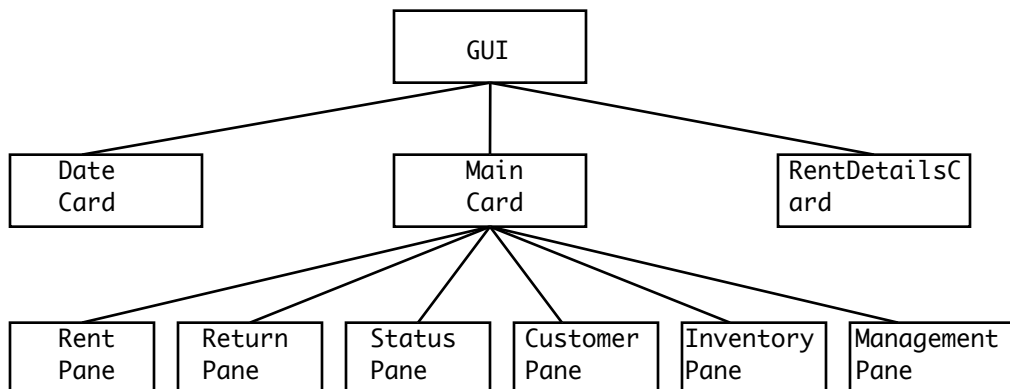 GUI
Date
Card
Main
Card
RentDetailsC
ard
Rent
Pane
Return
Pane
Status
Pane
Customer
Pane
Inventory
Pane
Management
Pane